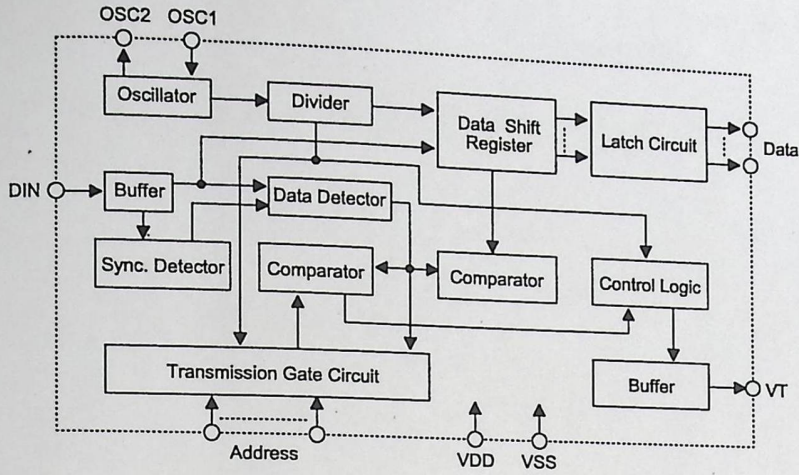 OSC2 OSC1
Oscillator
Divider
Data Shift
Register
Latch Circuit
Data
DIN
Buffer
Data Detector
Sync. Detector
Comparator
Comparator
Control Logic
Transmission Gate Circuit
Buffer
VT
Address
VDD
VSS